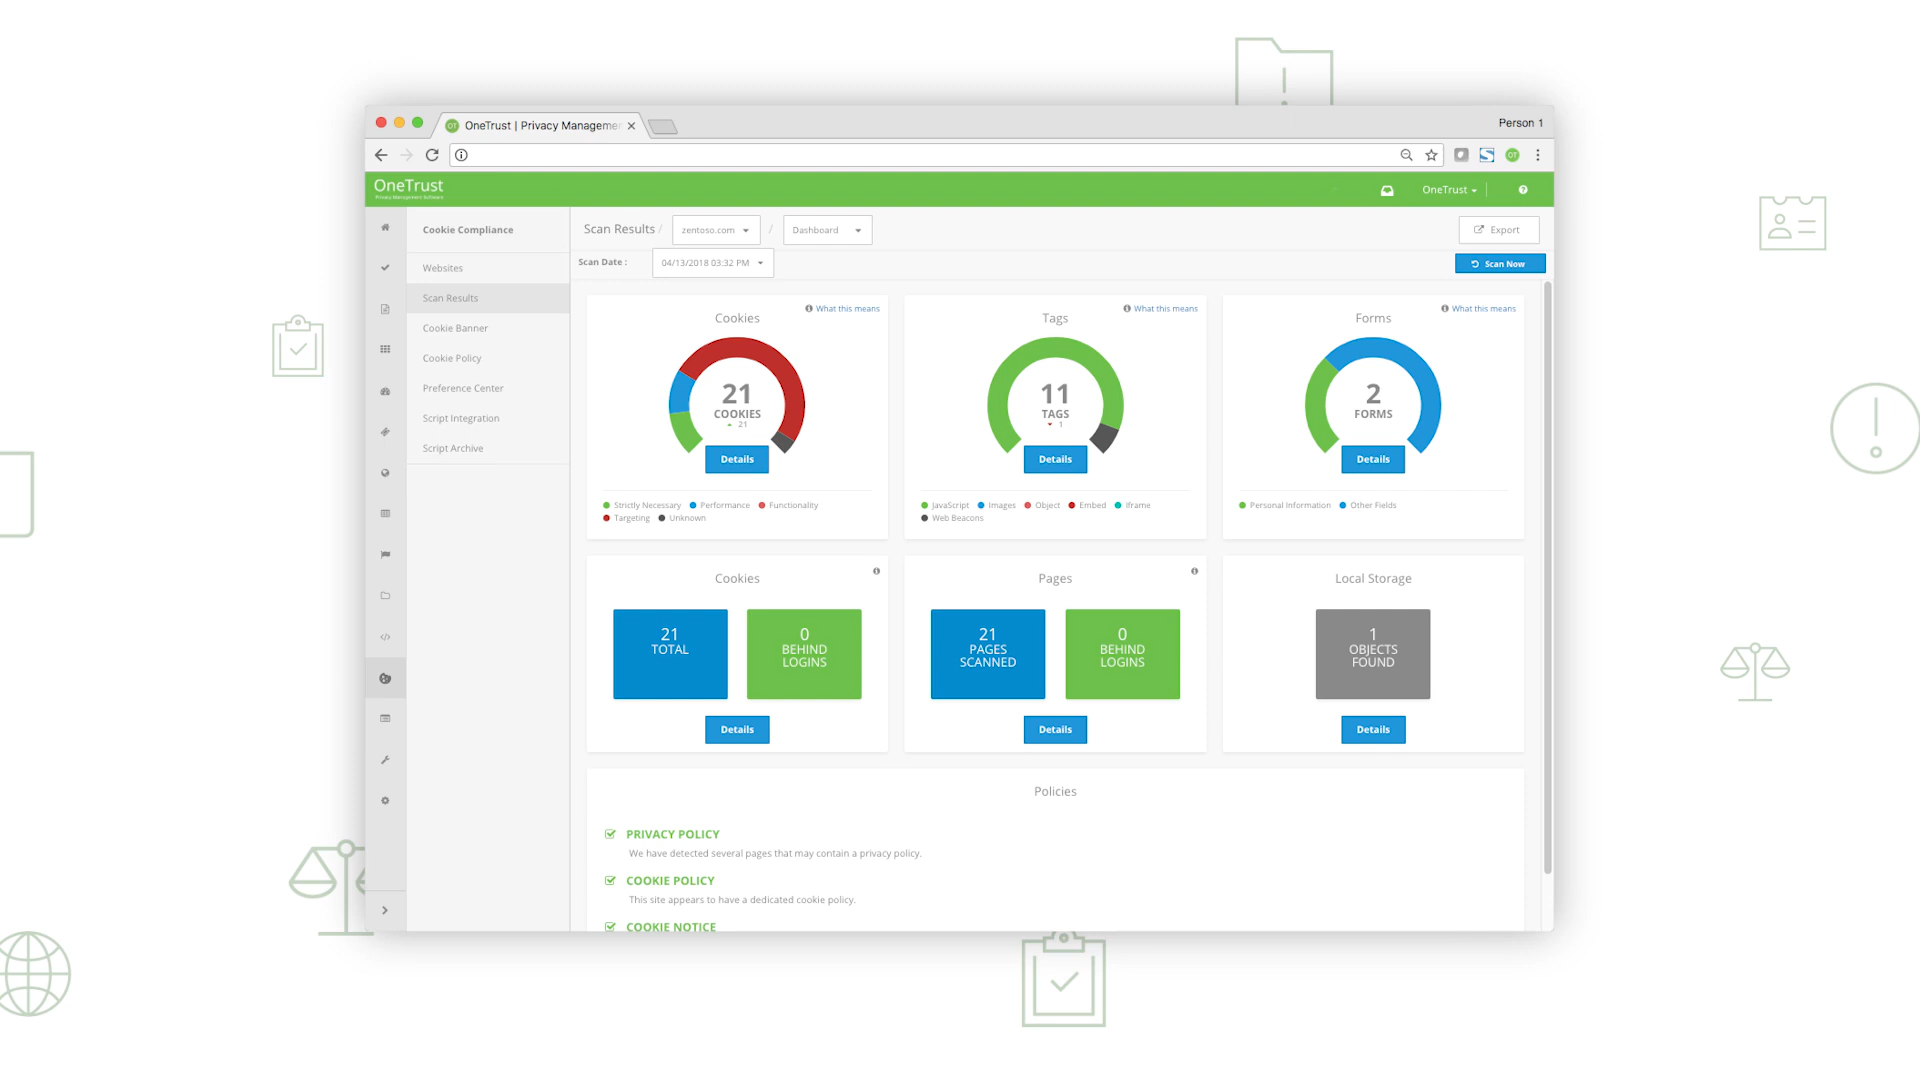 OneTrust | Privacy Manageme
Person 1
OneTrust
Privacy Management Software
OneTrust
Cookie Compliance
Websites
Scan Results
Cookie Banner
Cookie Policy
Preference Center
Script Integration
Script Archive
Scan Results / zentoso.com / Dashboard
Export
Scan Date : 04/13/2018 03:32 PM
Scan Now
What this means
Cookies
21
COOKIES
21
Details
Strictly Necessary Performance Functionality
Targeting Unknown
What this means
Tags
11
TAGS
1
Details
JavaScript Images Object Embed Iframe
Web Beacons
What this means
Forms
2
FORMS
Details
Personal Information Other Fields
Cookies
21
TOTAL
0
BEHIND
LOGINS
Details
Pages
21
PAGES
SCANNED
0
BEHIND
LOGINS
Details
Local Storage
1
OBJECTS
FOUND
Details
Policies
PRIVACY POLICY
We have detected several pages that may contain a privacy policy.
COOKIE POLICY
This site appears to have a dedicated cookie policy.
COOKIE NOTICE